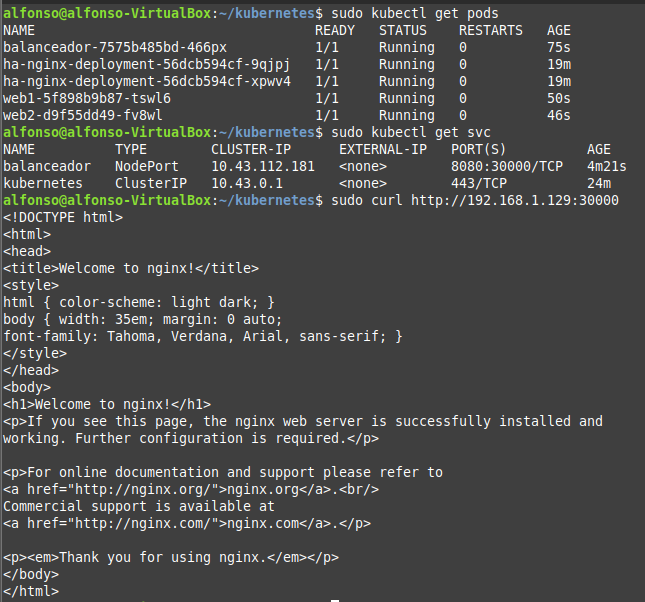 alfonso@alfonso-VirtualBox:~/kubernetes$ sudo kubectl get pods
NAME                                   READY   STATUS    RESTARTS   AGE
balanceador-7575b485bd-466px           1/1     Running   0          75s
ha-nginx-deployment-56dcb594cf-9qjpj   1/1     Running   0          19m
ha-nginx-deployment-56dcb594cf-xpwv4   1/1     Running   0          19m
web1-5f898b9b87-tswl6                  1/1     Running   0          50s
web2-d9f55dd49-fv8wl                   1/1     Running   0          46s
alfonso@alfonso-VirtualBox:~/kubernetes$ sudo kubectl get svc
NAME          TYPE        CLUSTER-IP      EXTERNAL-IP   PORT(S)          AGE
balanceador   NodePort    10.43.112.181   <none>        8080:30000/TCP   4m21s
kubernetes    ClusterIP   10.43.0.1       <none>        443/TCP          24m
alfonso@alfonso-VirtualBox:~/kubernetes$ sudo curl http://192.168.1.129:30000
<!DOCTYPE html>
<html>
<head>
<title>Welcome to nginx!</title>
<style>
html { color-scheme: light dark; }
body { width: 35em; margin: 0 auto;
font-family: Tahoma, Verdana, Arial, sans-serif; }
</style>
</head>
<body>
<h1>Welcome to nginx!</h1>
<p>If you see this page, the nginx web server is successfully installed and
working. Further configuration is required.</p>

<p>For online documentation and support please refer to
<a href="http://nginx.org/">nginx.org</a>.<br/>
Commercial support is available at
<a href="http://nginx.com/">nginx.com</a>.</p>

<p><em>Thank you for using nginx.</em></p>
</body>
</html>